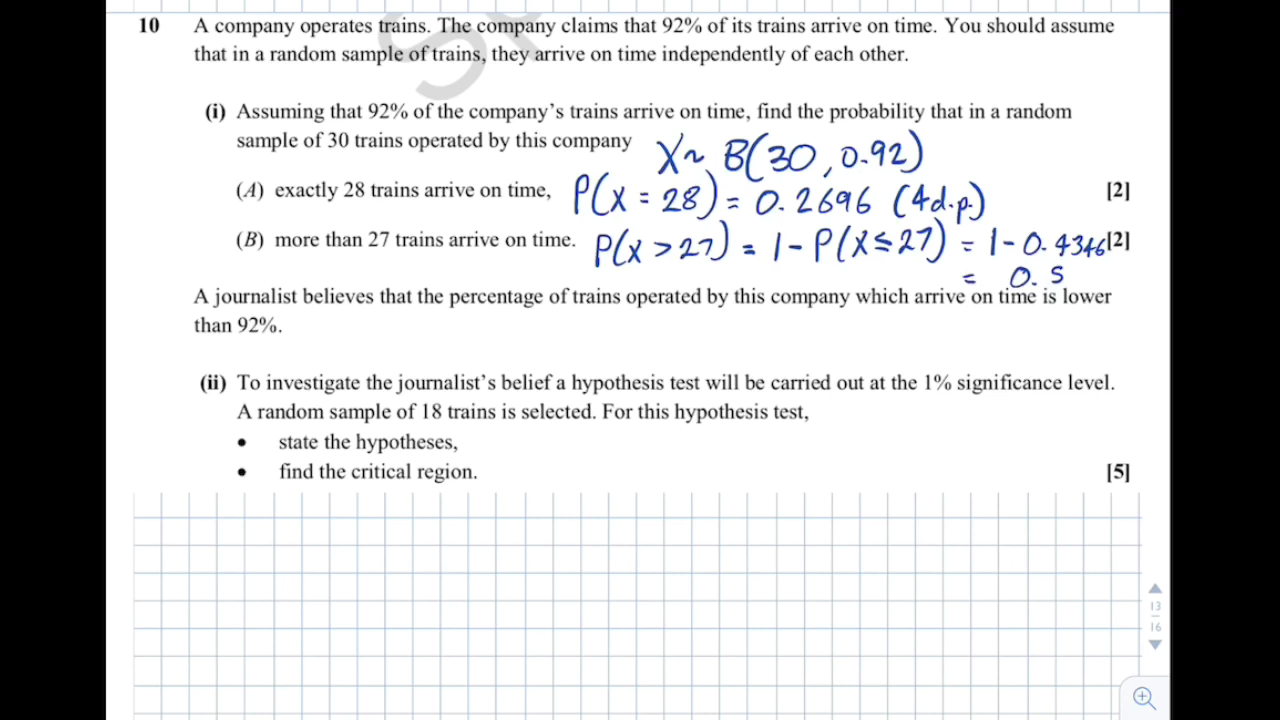 10 A company operates trains. The company claims that 92% of its trains arrive on time. You should assume
that in a random sample of trains, they arrive on time independently of each other.
(i) Assuming that 92% of the company's trains arrive on time, find the probability that in a random
sample of 30 trains operated by this company X~ B(30, 0.92)
(A) exactly 28 trains arrive on time, P(X = 28) = 0.2696 (4d.p.) [2]
(B) more than 27 trains arrive on time. P(X > 27) = 1 - P(X ≤ 27) = 1 - 0.4346 [2]
= 0.5
A journalist believes that the percentage of trains operated by this company which arrive on time is lower
than 92%.
(ii) To investigate the journalist's belief a hypothesis test will be carried out at the 1% significance level.
A random sample of 18 trains is selected. For this hypothesis test,
• state the hypotheses,
• find the critical region. [5]
13
16